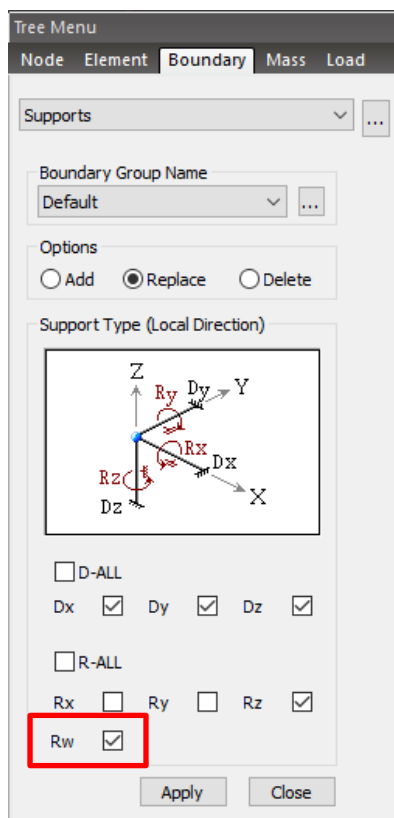 Tree Menu
Node Element Boundary Mass Load
Supports
...
Boundary Group Name
Default
...
Options
Add Replace Delete
Support Type (Local Direction)
Z
Ry Dy Y
Rx
Rz Dx
Dz X
D-ALL
Dx Dy Dz
R-ALL
Rx Ry Rz
Rw
Apply Close